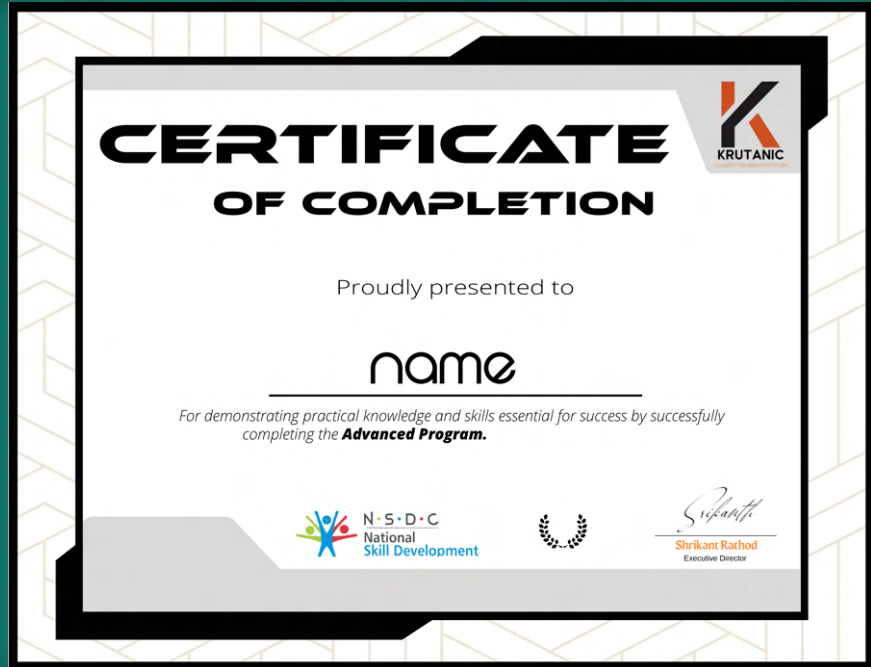 CERTIFICATE
OF COMPLETION
KRUTANIC
Proudly presented to
name
For demonstrating practical knowledge and skills essential for success by successfully
completing the Advanced Program.
N·S·D·C
National
Skill Development
Srikanth
Shrikant Rathod
Executive Director